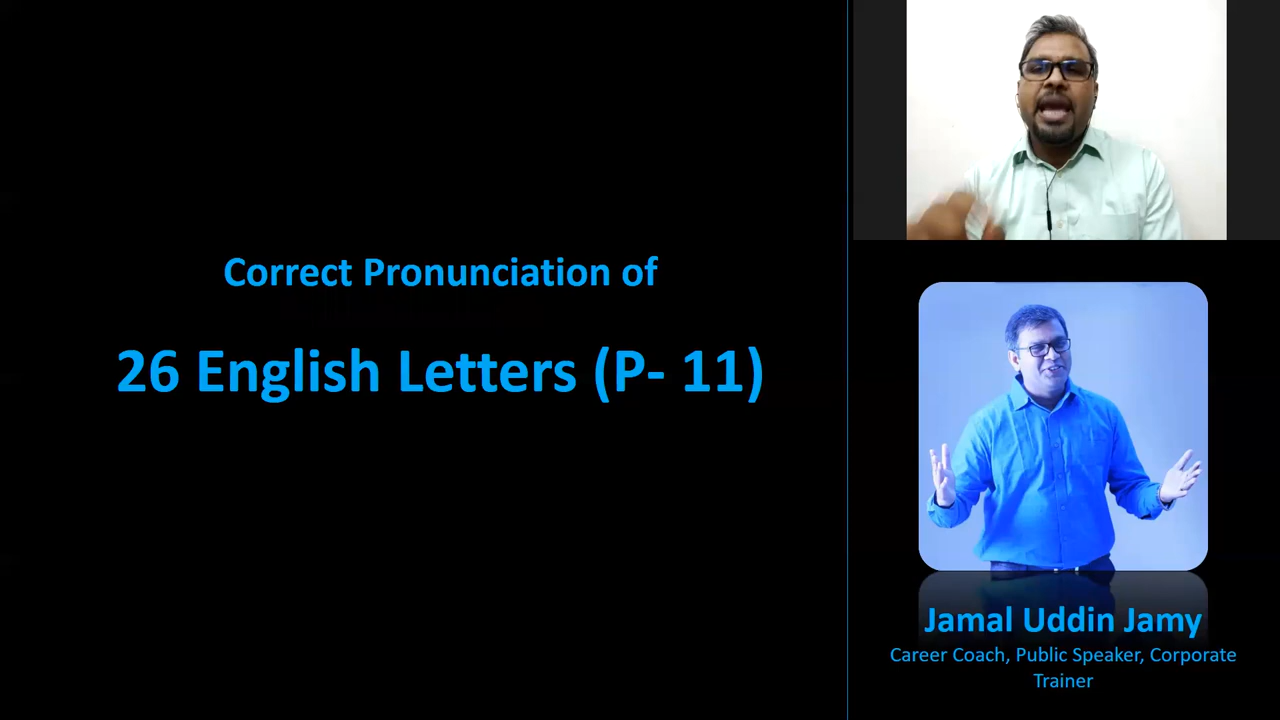 Correct Pronunciation of
26 English Letters (P- 11)
Jamal Uddin Jamy
Career Coach, Public Speaker, Corporate
Trainer